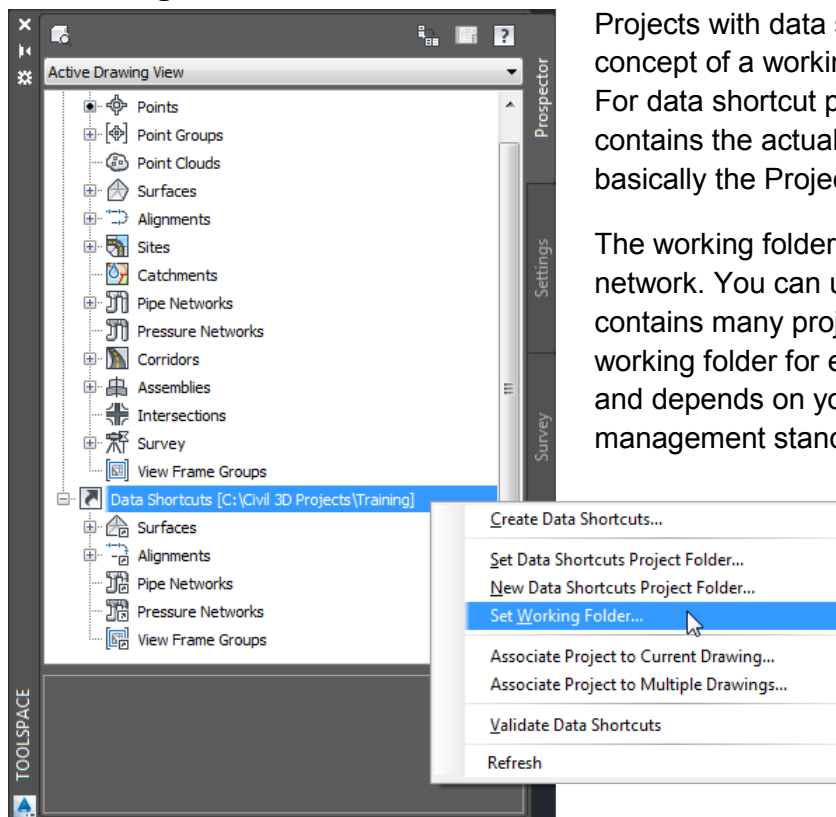 Active Drawing View
Points
Point Groups
Point Clouds
Surfaces
Alignments
Sites
Catchments
Pipe Networks
Pressure Networks
Corridors
Assemblies
Intersections
Survey
View Frame Groups
Data Shortcuts [C:\Civil 3D Projects\Training]
Surfaces
Alignments
Pipe Networks
Pressure Networks
View Frame Groups
Prospector
Settings
Survey
TOOLSPACE
Create Data Shortcuts...
Set Data Shortcuts Project Folder...
New Data Shortcuts Project Folder...
Set Working Folder...
Associate Project to Current Drawing...
Associate Project to Multiple Drawings...
Validate Data Shortcuts
Refresh
Projects with data
concept of a
For data shortcut
contains the actual
basically the
The working folder
network. You can
contains many
working folder for
and depends on
management